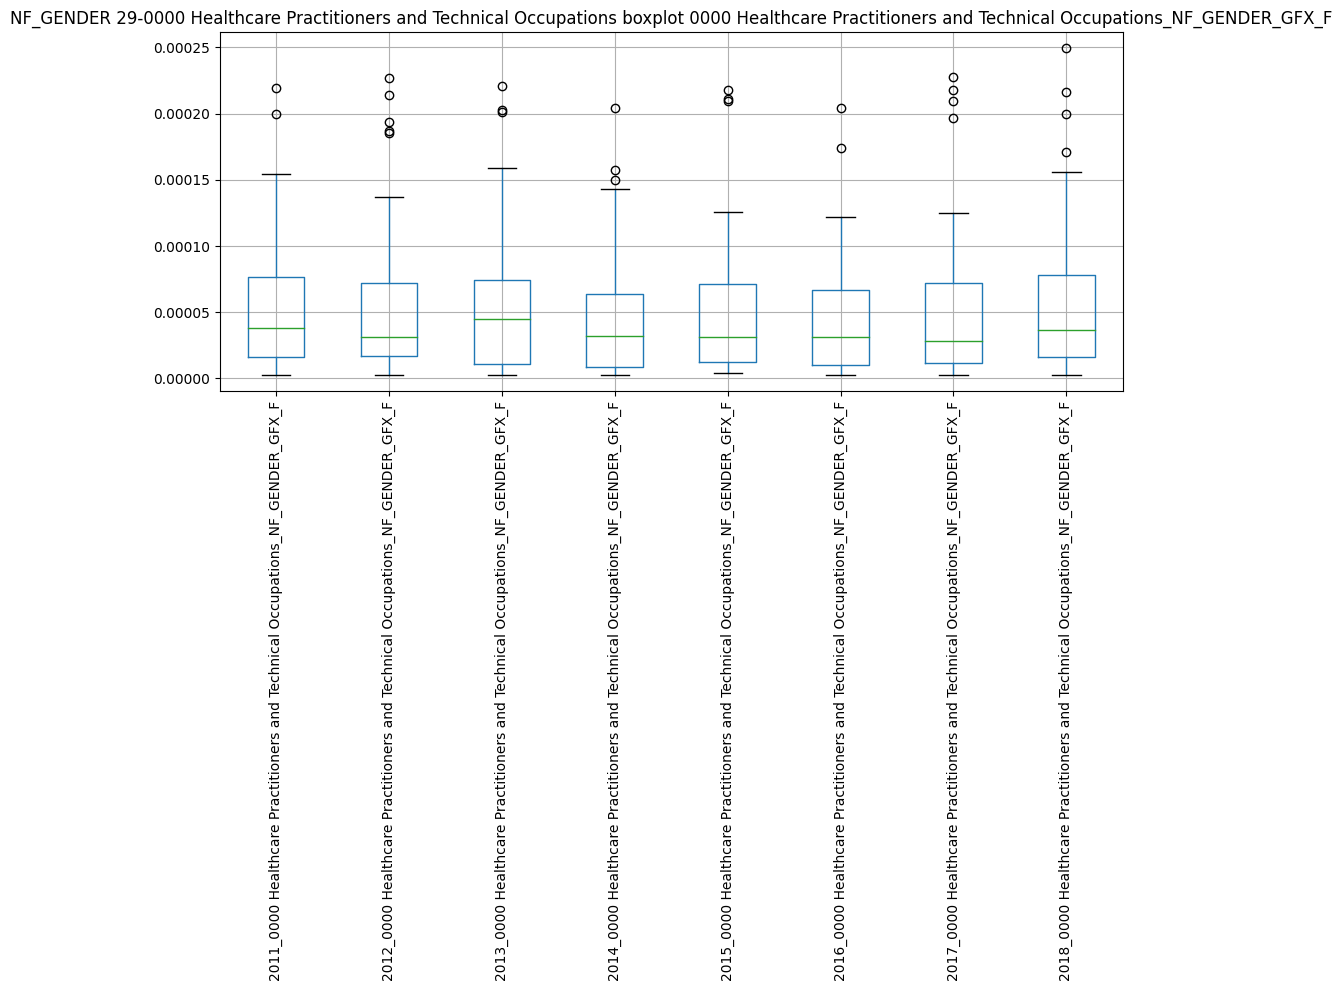 NF_GENDER 29-0000 Healthcare Practitioners and Technical Occupations boxplot 0000 Healthcare Practitioners and Technical Occupations_NF_GENDER_GFX_F
0.00025
0.00020
0.00015
0.00010
0.00005
0.00000
2011_0000 Healthcare Practitioners and Technical Occupations_NF_GENDER_GFX_F
2012_0000 Healthcare Practitioners and Technical Occupations_NF_GENDER_GFX_F
2013_0000 Healthcare Practitioners and Technical Occupations_NF_GENDER_GFX_F
2014_0000 Healthcare Practitioners and Technical Occupations_NF_GENDER_GFX_F
2015_0000 Healthcare Practitioners and Technical Occupations_NF_GENDER_GFX_F
2016_0000 Healthcare Practitioners and Technical Occupations_NF_GENDER_GFX_F
2017_0000 Healthcare Practitioners and Technical Occupations_NF_GENDER_GFX_F
2018_0000 Healthcare Practitioners and Technical Occupations_NF_GENDER_GFX_F